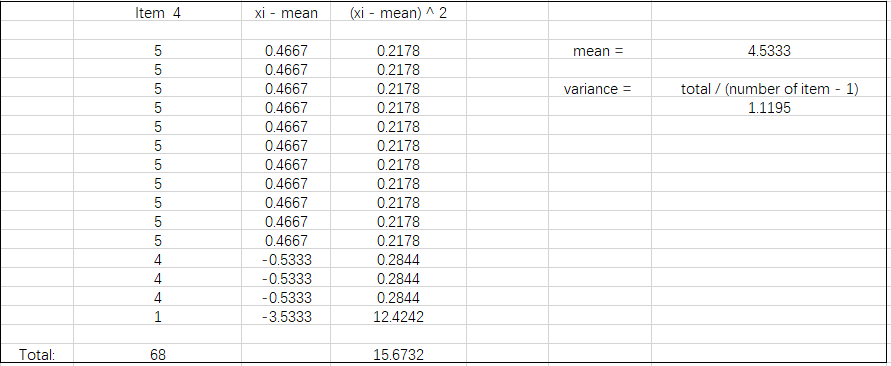 Item 4 xi - mean (xi - mean) ^ 2
5 0.4667 0.2178 mean = 4.5333
5 0.4667 0.2178
5 0.4667 0.2178 variance = total / (number of item - 1)
5 0.4667 0.2178 1.1195
5 0.4667 0.2178
5 0.4667 0.2178
5 0.4667 0.2178
5 0.4667 0.2178
5 0.4667 0.2178
5 0.4667 0.2178
5 0.4667 0.2178
4 -0.5333 0.2844
4 -0.5333 0.2844
4 -0.5333 0.2844
1 -3.5333 12.4242
Total: 68 15.6732